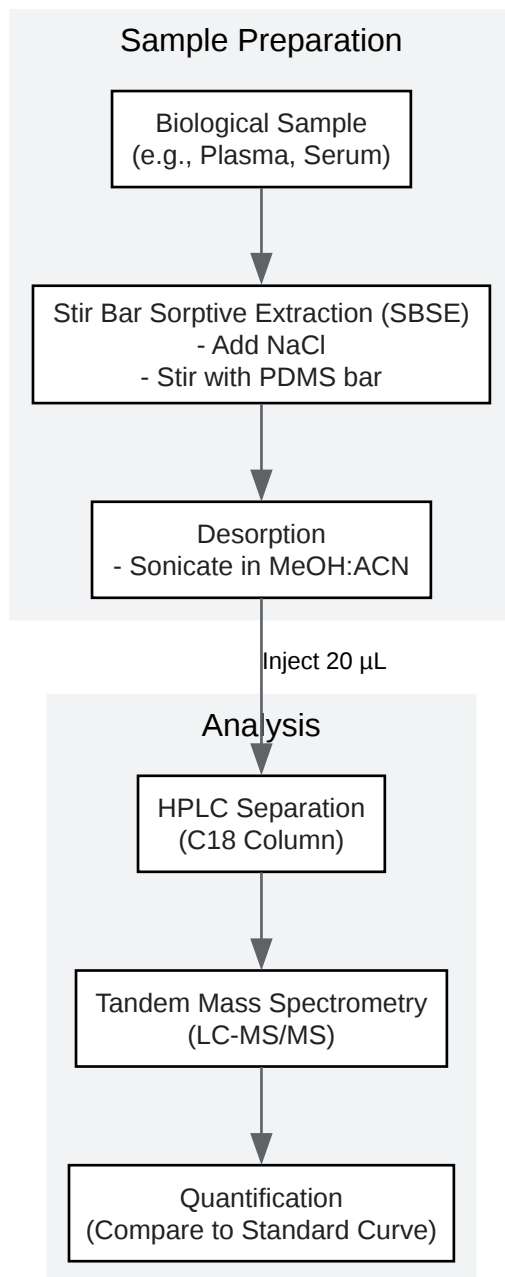 Sample Preparation
Biological Sample
(e.g., Plasma, Serum)
Stir Bar Sorptive Extraction (SBSE)
- Add NaCl
- Stir with PDMS bar
Desorption
- Sonicate in MeOH:ACN
Inject 20 µL
Analysis
HPLC Separation
(C18 Column)
Tandem Mass Spectrometry
(LC-MS/MS)
Quantification
(Compare to Standard Curve)